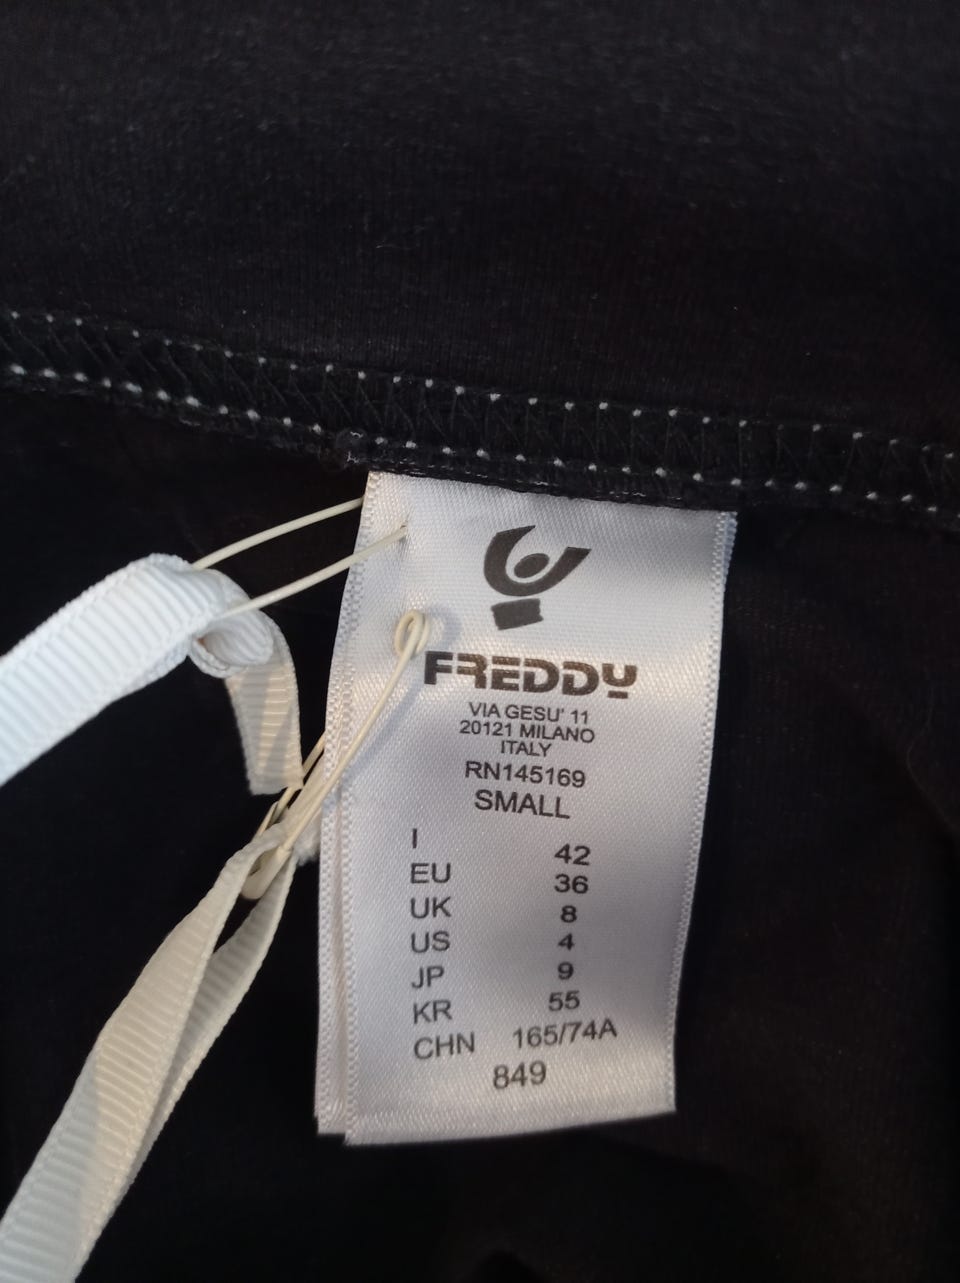 FREDDY
VIA GESU' 11
20121 MILANO
ITALY
RN145169
SMALL
I 42
EU 36
UK 8
US 4
JP 9
KR 55
CHN 165/74A
849